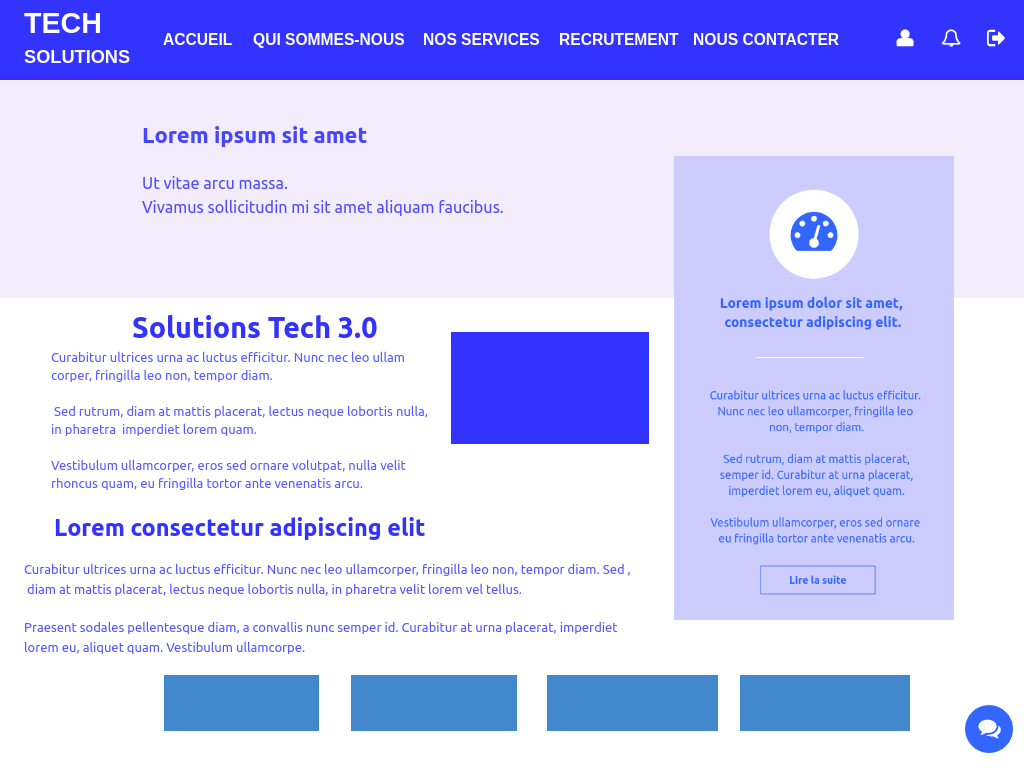 TECH
SOLUTIONS
ACCUEIL QUI SOMMES-NOUS NOS SERVICES RECRUTEMENT NOUS CONTACTER
Lorem ipsum sit amet
Ut vitae arcu massa.
Vivamus sollicitudin mi sit amet aliquam faucibus.
Solutions Tech 3.0
Curabitur ultrices urna ac luctus efficitur. Nunc nec leo ullam
corper, fringilla leo non, tempor diam.
Sed rutrum, diam at mattis placerat, lectus neque lobortis nulla,
in pharetra  imperdiet lorem quam.
Vestibulum ullamcorper, eros sed ornare volutpat, nulla velit
rhoncus quam, eu fringilla tortor ante venenatis arcu.
Lorem consectetur adipiscing elit
Curabitur ultrices urna ac luctus efficitur. Nunc nec leo ullamcorper, fringilla leo non, tempor diam. Sed ,
diam at mattis placerat, lectus neque lobortis nulla, in pharetra velit lorem vel tellus.
Praesent sodales pellentesque diam, a convallis nunc semper id. Curabitur at urna placerat, imperdiet
lorem eu, aliquet quam. Vestibulum ullamcorpe.
Lorem ipsum dolor sit amet,
consectetur adipiscing elit.
Curabitur ultrices urna ac luctus efficitur.
Nunc nec leo ullamcorper, fringilla leo
non, tempor diam.
Sed rutrum, diam at mattis placerat,
semper id. Curabitur at urna placerat,
imperdiet lorem eu, aliquet quam.
Vestibulum ullamcorper, eros sed ornare
eu fringilla tortor ante venenatis arcu.
LIre la suite